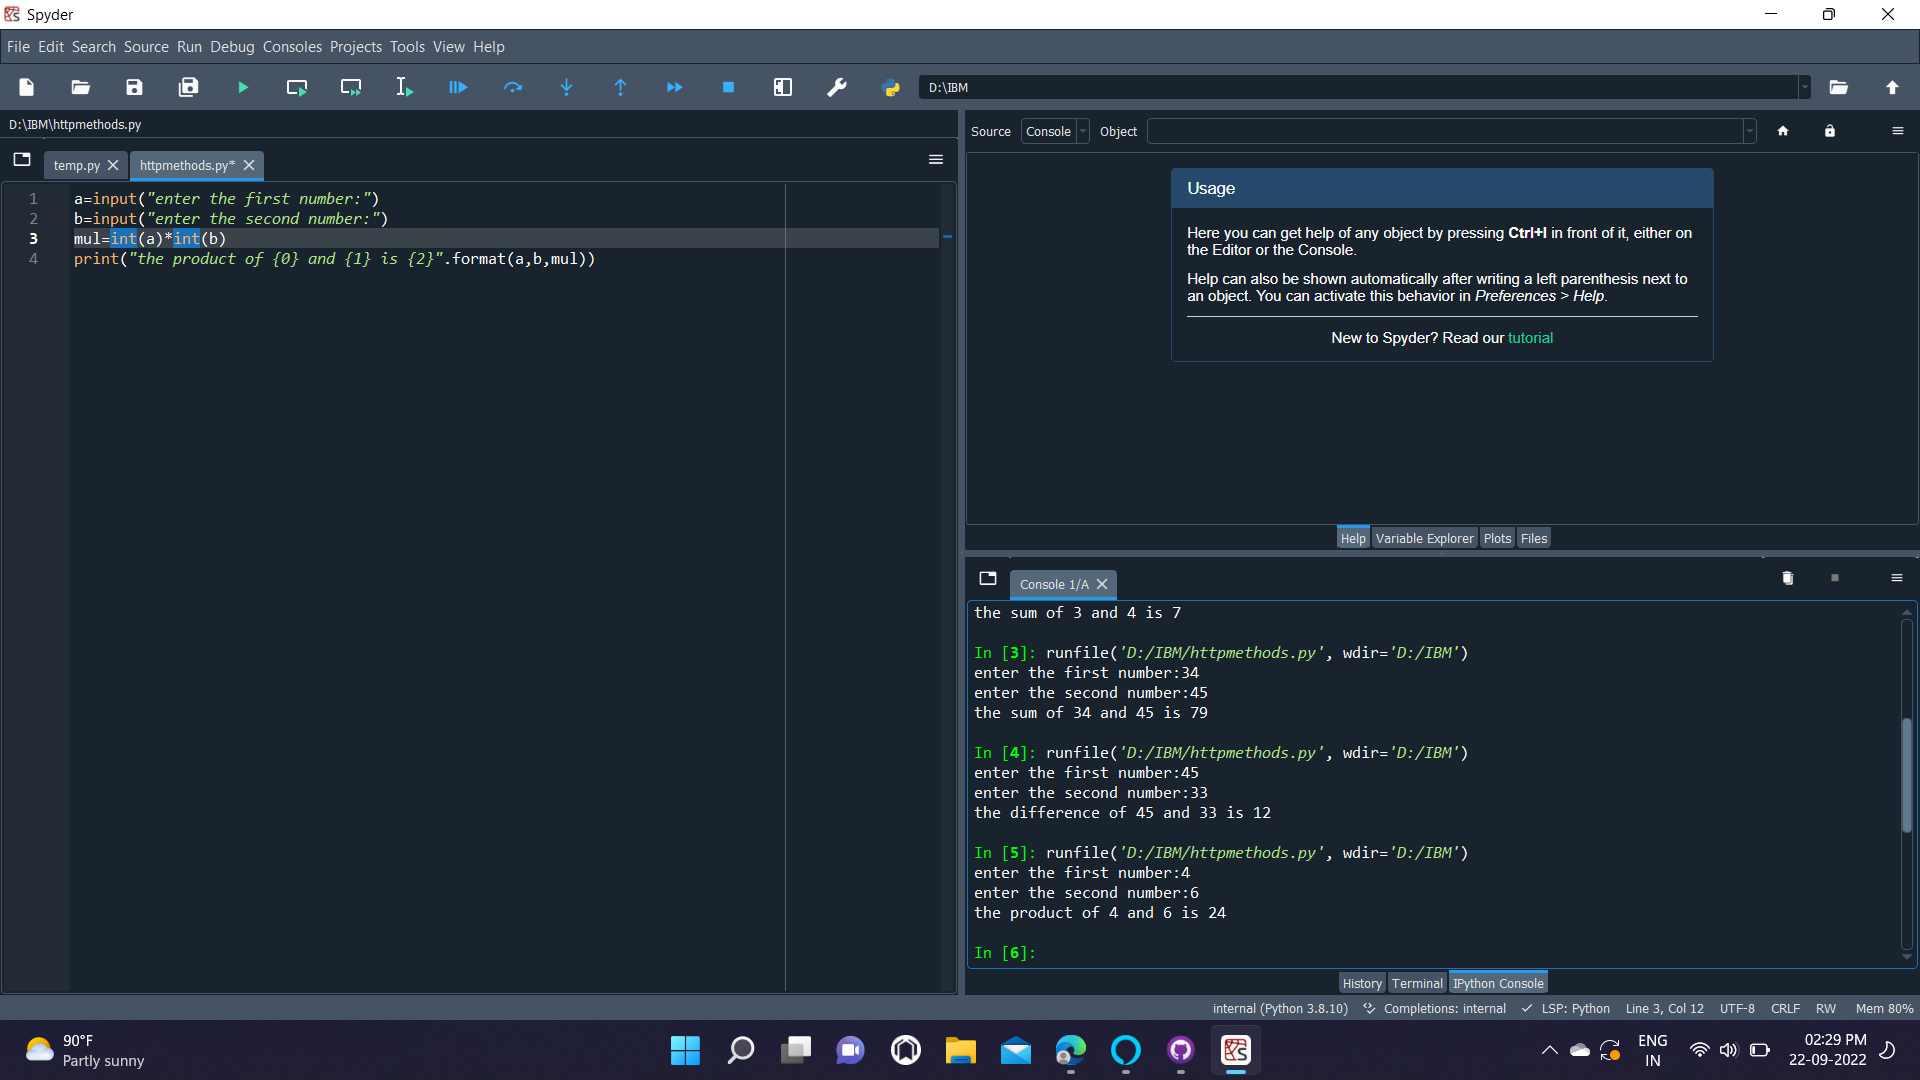 Spyder
File Edit Search Source Run Debug Consoles Projects Tools View Help
D:\IBM
D:\IBM\httpmethods.py
temp.py
httpmethods.py*
1 a=input("enter the first number:")
2 b=input("enter the second number:")
3 mul=int(a)*int(b)
4 print("the product of {0} and {1} is {2}".format(a,b,mul))
Source Console Object
Usage
Here you can get help of any object by pressing Ctrl+I in front of it, either on
the Editor or the Console.
Help can also be shown automatically after writing a left parenthesis next to
an object. You can activate this behavior in Preferences > Help.
New to Spyder? Read our tutorial
Help Variable Explorer Plots Files
Console 1/A
the sum of 3 and 4 is 7
In [3]: runfile('D:/IBM/httpmethods.py', wdir='D:/IBM')
enter the first number:34
enter the second number:45
the sum of 34 and 45 is 79
In [4]: runfile('D:/IBM/httpmethods.py', wdir='D:/IBM')
enter the first number:45
enter the second number:33
the difference of 45 and 33 is 12
In [5]: runfile('D:/IBM/httpmethods.py', wdir='D:/IBM')
enter the first number:4
enter the second number:6
the product of 4 and 6 is 24
In [6]:
History Terminal IPython Console
internal (Python 3.8.10) Completions: internal LSP: Python Line 3, Col 12 UTF-8 CRLF RW Mem 80%
90°F
Partly sunny
ENG
IN
02:29 PM
22-09-2022